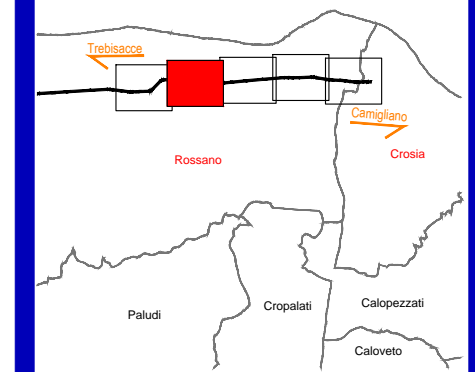 Trebisacce
Camigliano
Rossano
Crosia
Paludi
Cropalati
Calopezzati
Caloveto